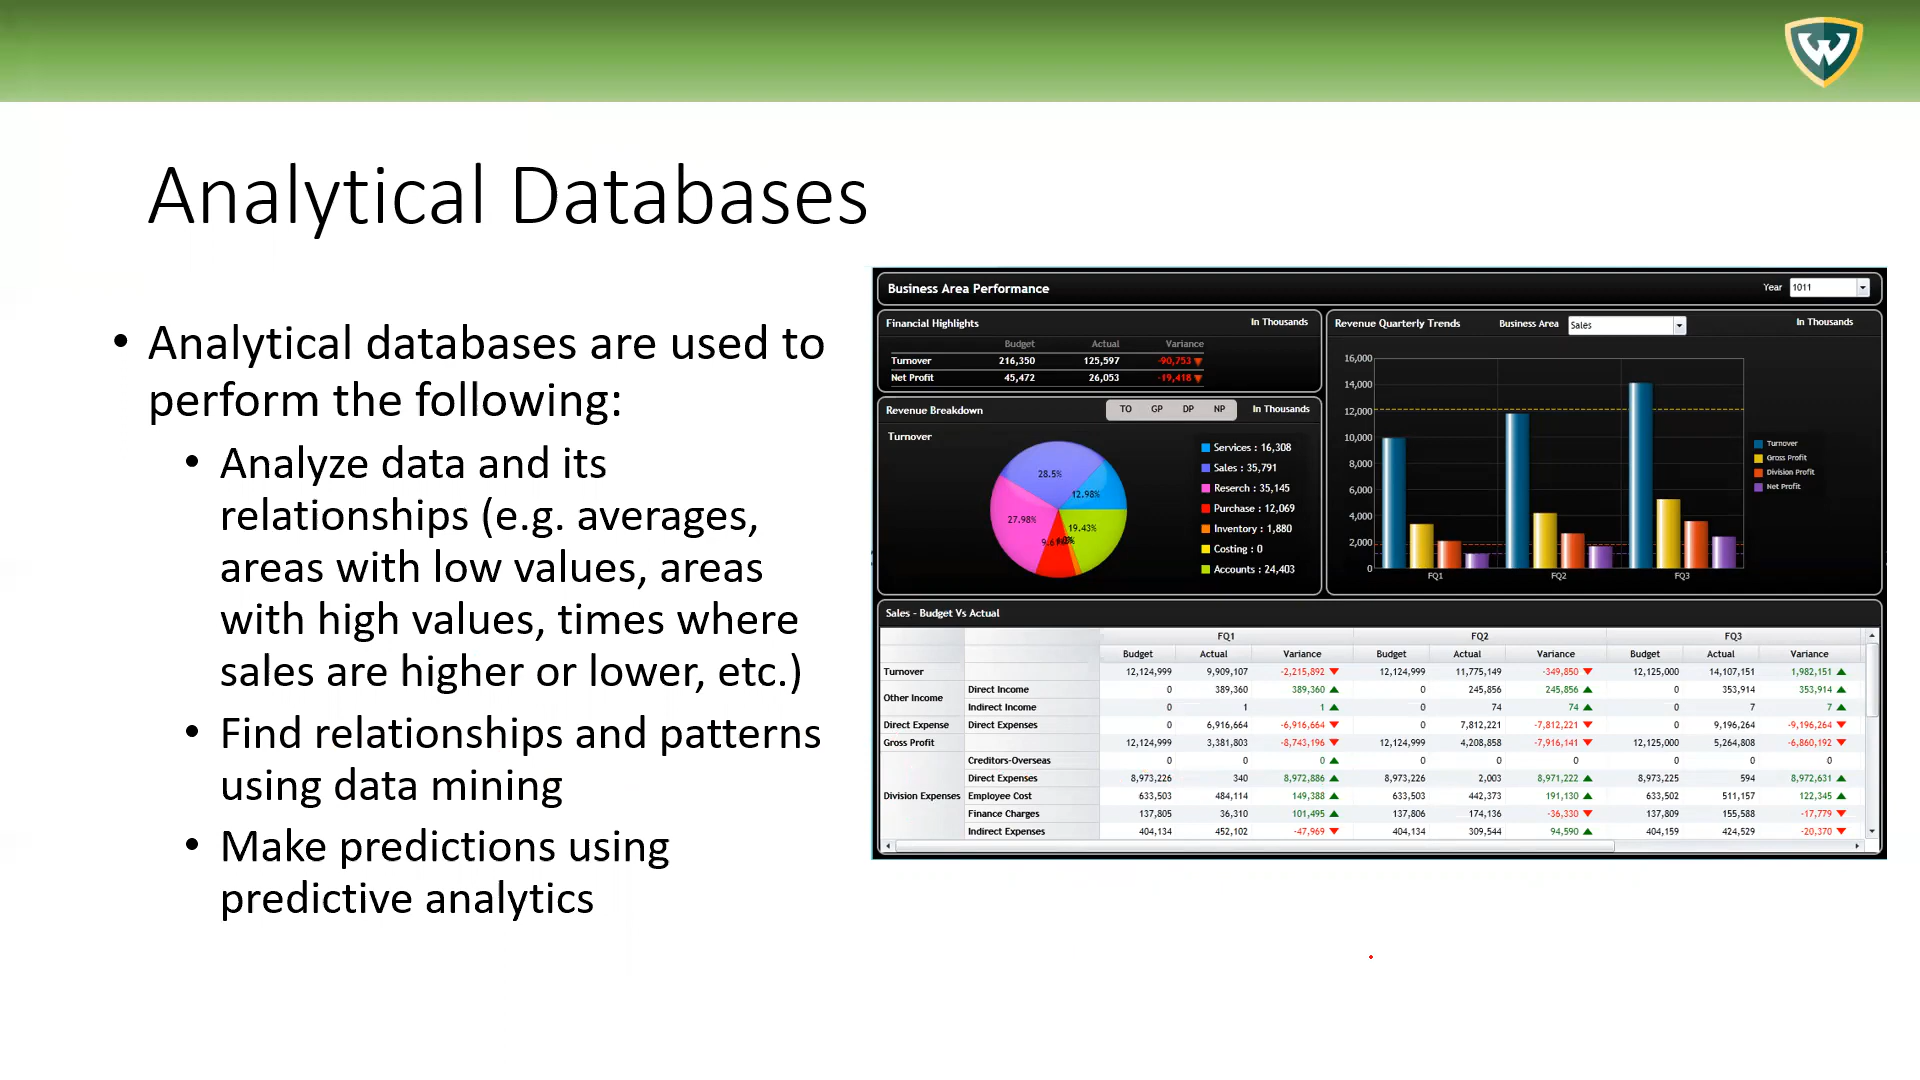 Analytical Databases
• Analytical databases are used to
perform the following:
• Analyze data and its
relationships (e.g. averages,
areas with low values, areas
with high values, times where
sales are higher or lower, etc.)
• Find relationships and patterns
using data mining
• Make predictions using
predictive analytics
Business Area Performance
Year 1011
Financial Highlights In Thousands
Budget Actual Variance
Turnover 216,350 125,597 -90,753
Net Profit 45,472 26,053 -19,418
Revenue Breakdown TO GP DP NP In Thousands
Turnover
28.5%
12.98%
27.98%
19.43%
Services : 16,308
Sales : 35,791
Reserch : 35,145
Purchase : 12,069
Inventory : 1,880
Costing : 0
Accounts : 24,403
Revenue Quarterly Trends Business Area Sales In Thousands
16,000
14,000
12,000
10,000
8,000
6,000
4,000
2,000
0
FQ1 FQ2 FQ3
Turnover
Gross Profit
Division Profit
Net Profit
Sales - Budget Vs Actual
FQ1 FQ2 FQ3
Budget Actual Variance Budget Actual Variance Budget Actual Variance
Turnover 12,124,999 9,909,107 -2,215,892 12,124,999 11,775,149 -349,850 12,125,000 14,107,151 1,982,151
Other Income Direct Income 0 389,360 389,360 0 245,856 245,856 0 353,914 353,914
Indirect Income 0 1 1 0 74 74 0 7 7
Direct Expense Direct Expenses 0 6,916,664 -6,916,664 0 7,812,221 -7,812,221 0 9,196,264 -9,196,264
Gross Profit 12,124,999 3,381,803 -8,743,196 12,124,999 4,208,858 -7,916,141 12,125,000 5,264,808 -6,860,192
Creditors-Overseas 0 0 0 0 0 0 0 0 0
Direct Expenses 8,973,226 340 8,972,886 8,973,226 2,003 8,971,222 8,973,225 594 8,972,631
Division Expenses Employee Cost 633,503 484,114 149,388 633,503 442,373 191,130 633,502 511,157 122,345
Finance Charges 137,805 36,310 101,495 137,806 174,136 -36,330 137,809 155,588 -17,779
Indirect Expenses 404,134 452,102 -47,969 404,134 309,544 94,590 404,159 424,529 -20,370